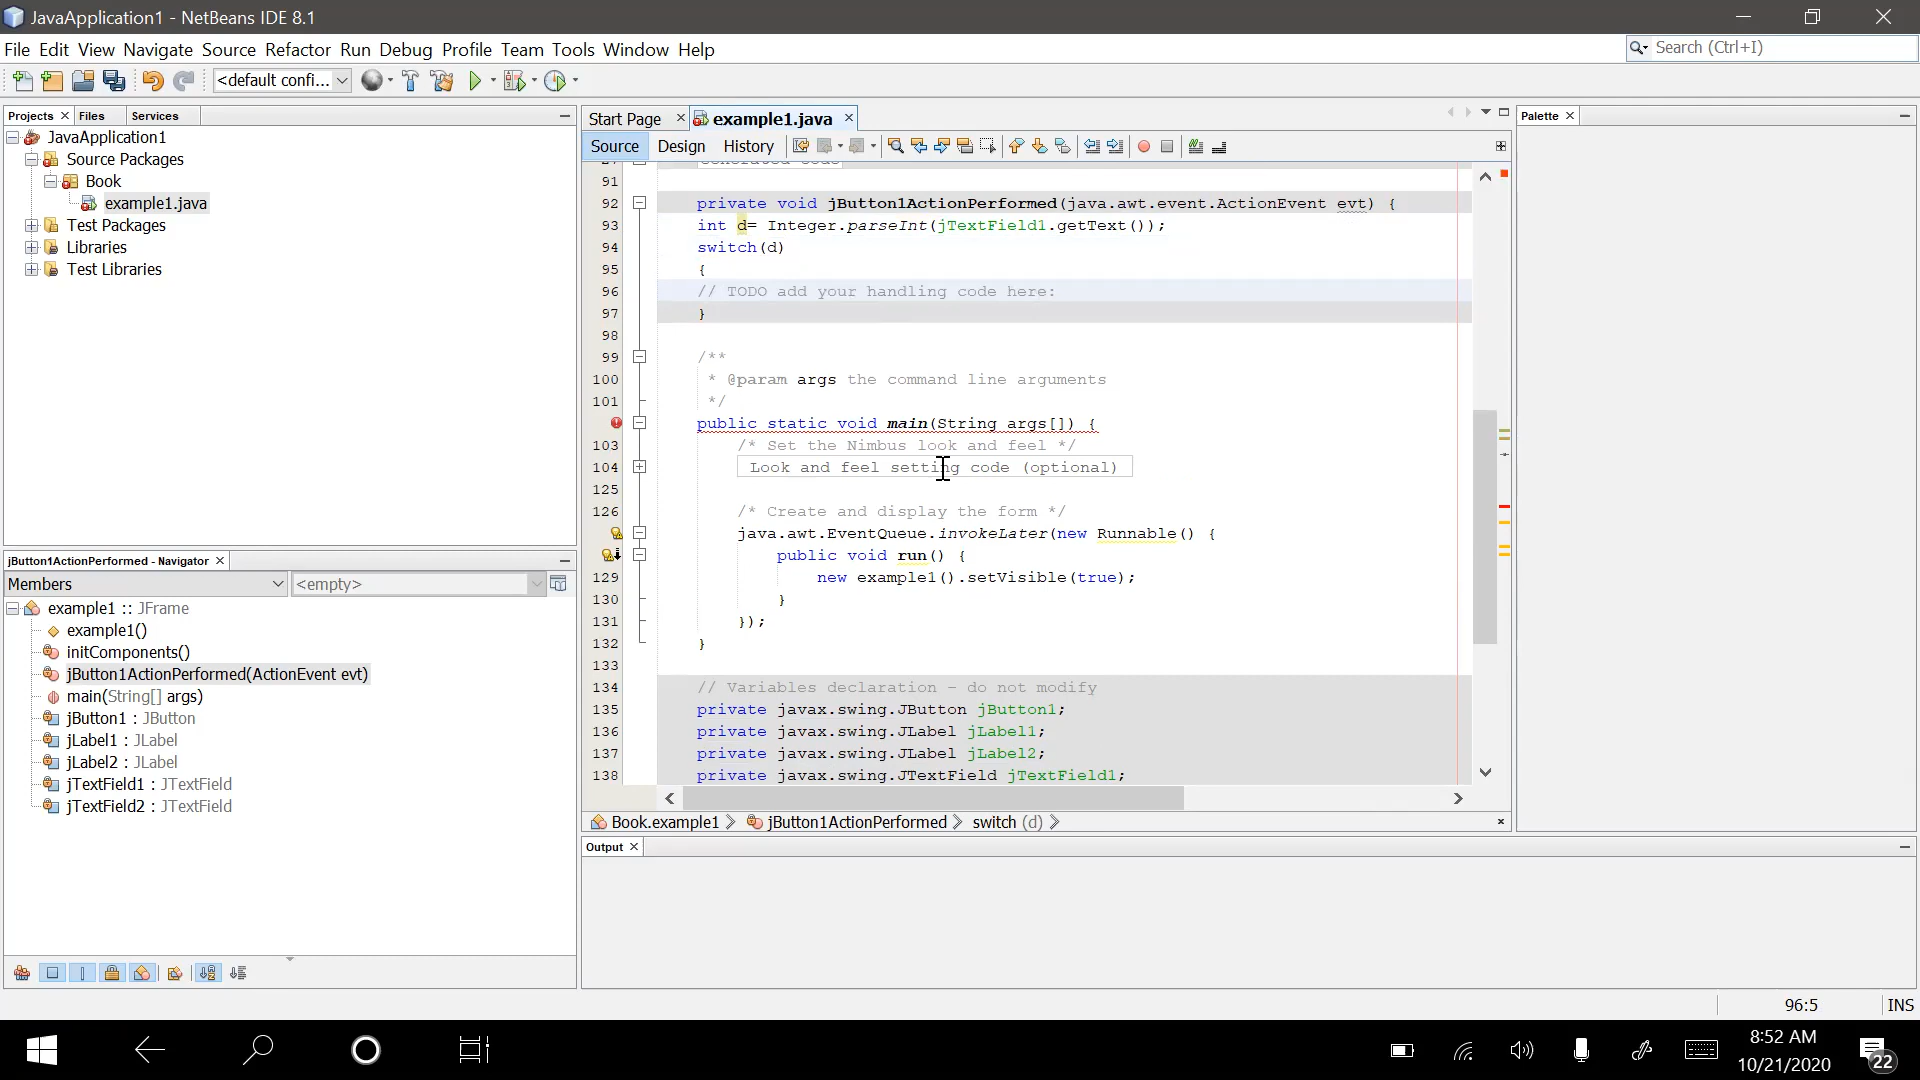 JavaApplication1 - NetBeans IDE 8.1
File Edit View Navigate Source Refactor Run Debug Profile Team Tools Window Help
Search (Ctrl+I)
<default confi...
Projects Files Services
JavaApplication1
Source Packages
Book
example1.java
Test Packages
Libraries
Test Libraries
jButton1ActionPerformed - Navigator
Members <empty>
example1 :: JFrame
example1()
initComponents()
jButton1ActionPerformed(ActionEvent evt)
main(String[] args)
jButton1 : JButton
jLabel1 : JLabel
jLabel2 : JLabel
jTextField1 : JTextField
jTextField2 : JTextField
Start Page example1.java
Source Design History
91
92 private void jButton1ActionPerformed(java.awt.event.ActionEvent evt) {
93 int d= Integer.parseInt(jTextField1.getText());
94 switch(d)
95 {
96 // TODO add your handling code here:
97 }
98
99 /**
100 * @param args the command line arguments
101 */
public static void main(String args[]) {
103 /* Set the Nimbus look and feel */
104 Look and feel setting code (optional)
125
126 /* Create and display the form */
java.awt.EventQueue.invokeLater(new Runnable() {
public void run() {
129 new example1().setVisible(true);
130 }
131 });
132 }
133
134 // Variables declaration - do not modify
135 private javax.swing.JButton jButton1;
136 private javax.swing.JLabel jLabel1;
137 private javax.swing.JLabel jLabel2;
138 private javax.swing.JTextField jTextField1;
Book.example1 jButton1ActionPerformed switch (d)
Output
Palette
96:5 INS
8:52 AM
10/21/2020
22